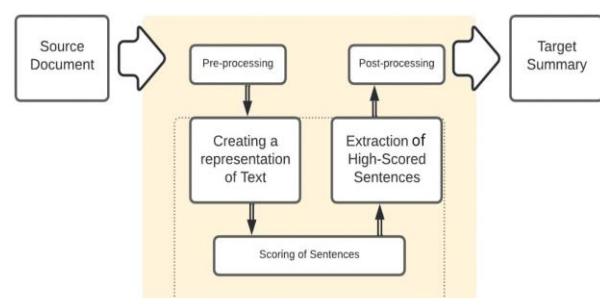 Source
Document
Pre-processing
Creating a
representation
of Text
Scoring of Sentences
Extraction of
High-Scored
Sentences
Post-processing
Target
Summary